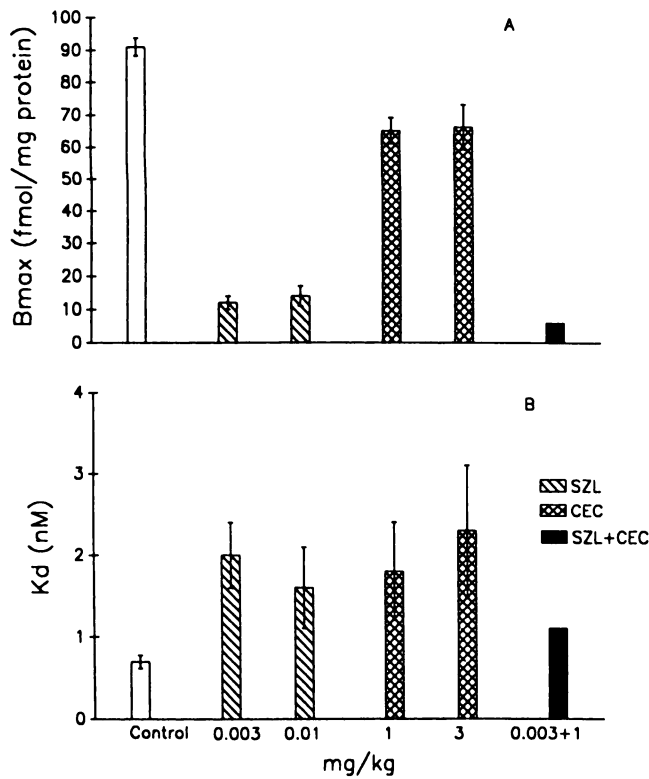 A
Bmax (fmol/mg protein)
100
90
80
70
60
50
40
30
20
10
0
B
Kd (nM)
4
3
2
1
0
SZL
CEC
SZL+CEC
Control 0.003 0.01 1 3 0.003+1
mg/kg